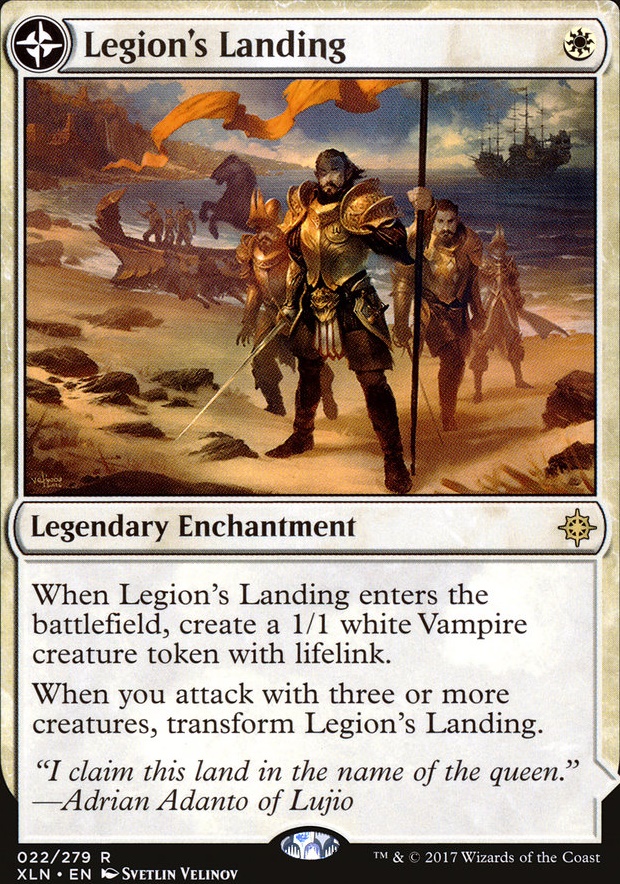 Legion's Landing
Legendary Enchantment
When Legion's Landing enters the
battlefield, create a 1/1 white Vampire
creature token with lifelink.
When you attack with three or more
creatures, transform Legion's Landing.
“I claim this land in the name of the queen.”
—Adrian Adanto of Lujio
022/279 R
XLN • EN Svetlin Velinov
™ & © 2017 Wizards of the Coast